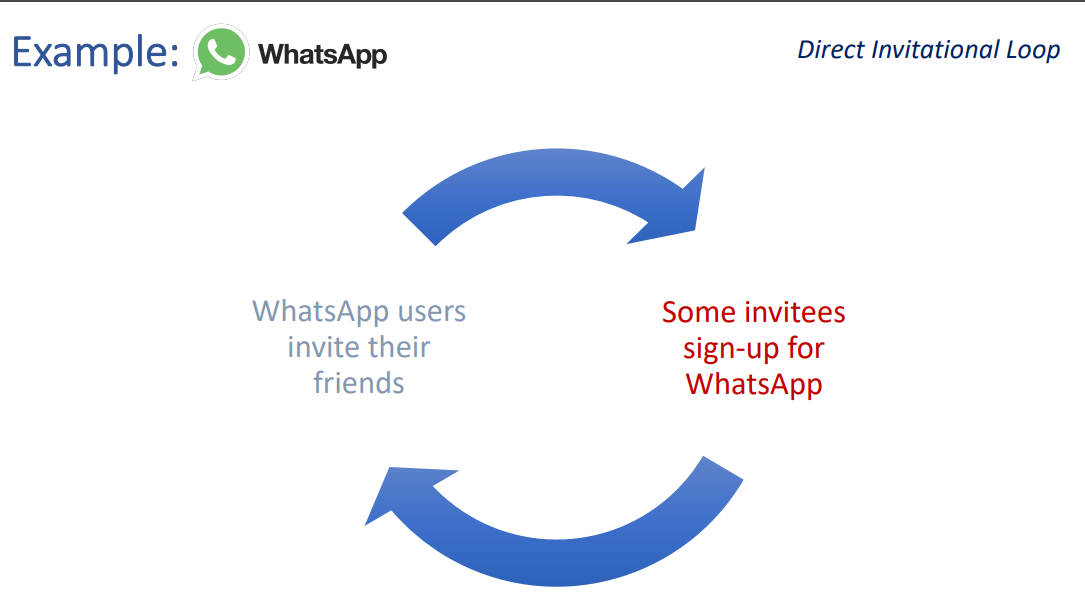 Example: WhatsApp
Direct Invitational Loop
WhatsApp users
invite their
friends
Some invitees
sign-up for
WhatsApp